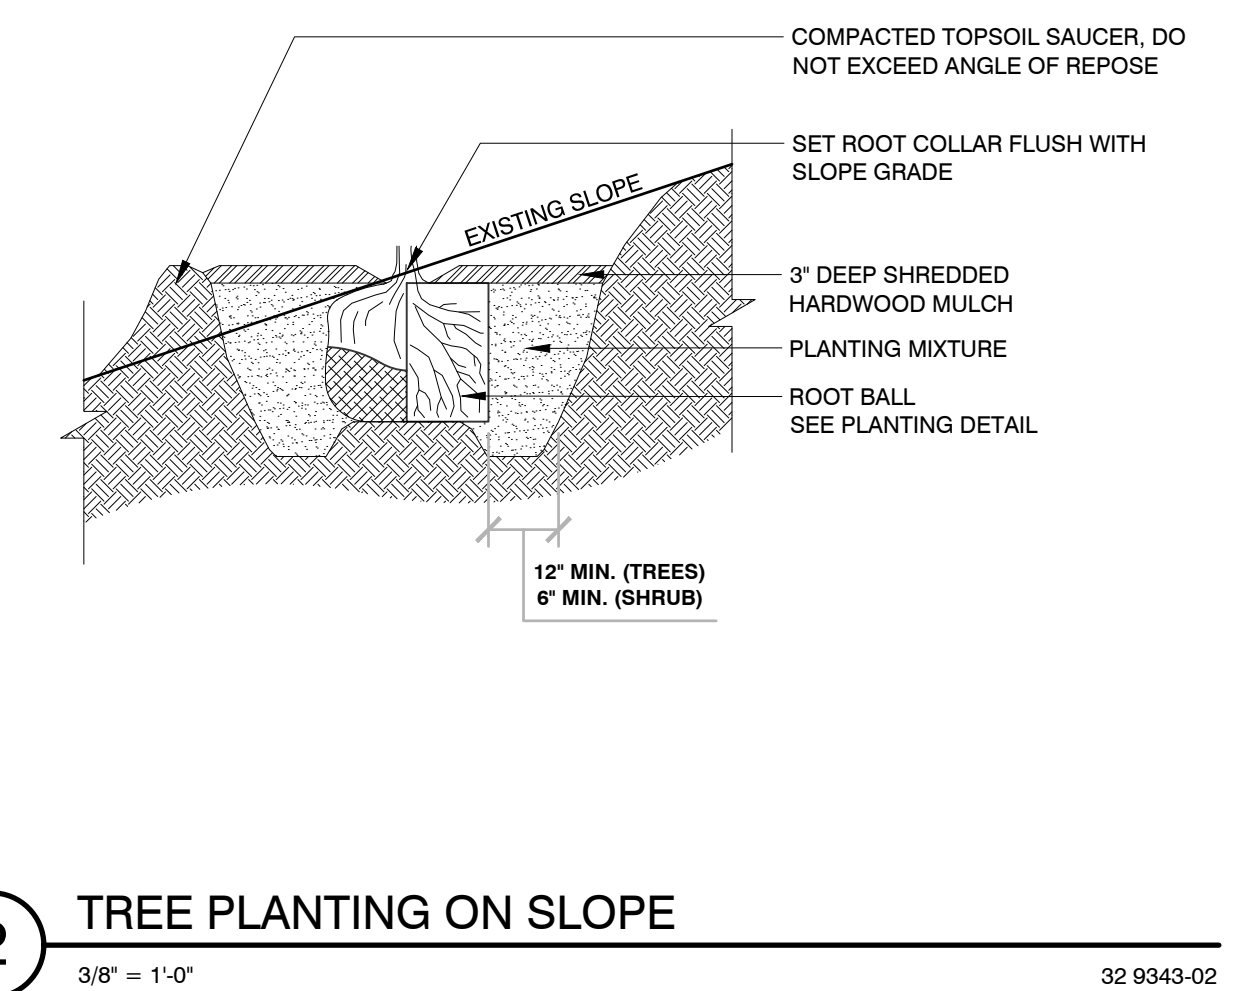 COMPACTED TOPSOIL SAUCER, DO
NOT EXCEED ANGLE OF REPOSE
SET ROOT COLLAR FLUSH WITH
SLOPE GRADE
EXISTING SLOPE
3" DEEP SHREDDED
HARDWOOD MULCH
PLANTING MIXTURE
ROOT BALL
SEE PLANTING DETAIL
12" MIN. (TREES)
6" MIN. (SHRUB)
2
TREE PLANTING ON SLOPE
3/8" = 1'-0"
32 9343-02